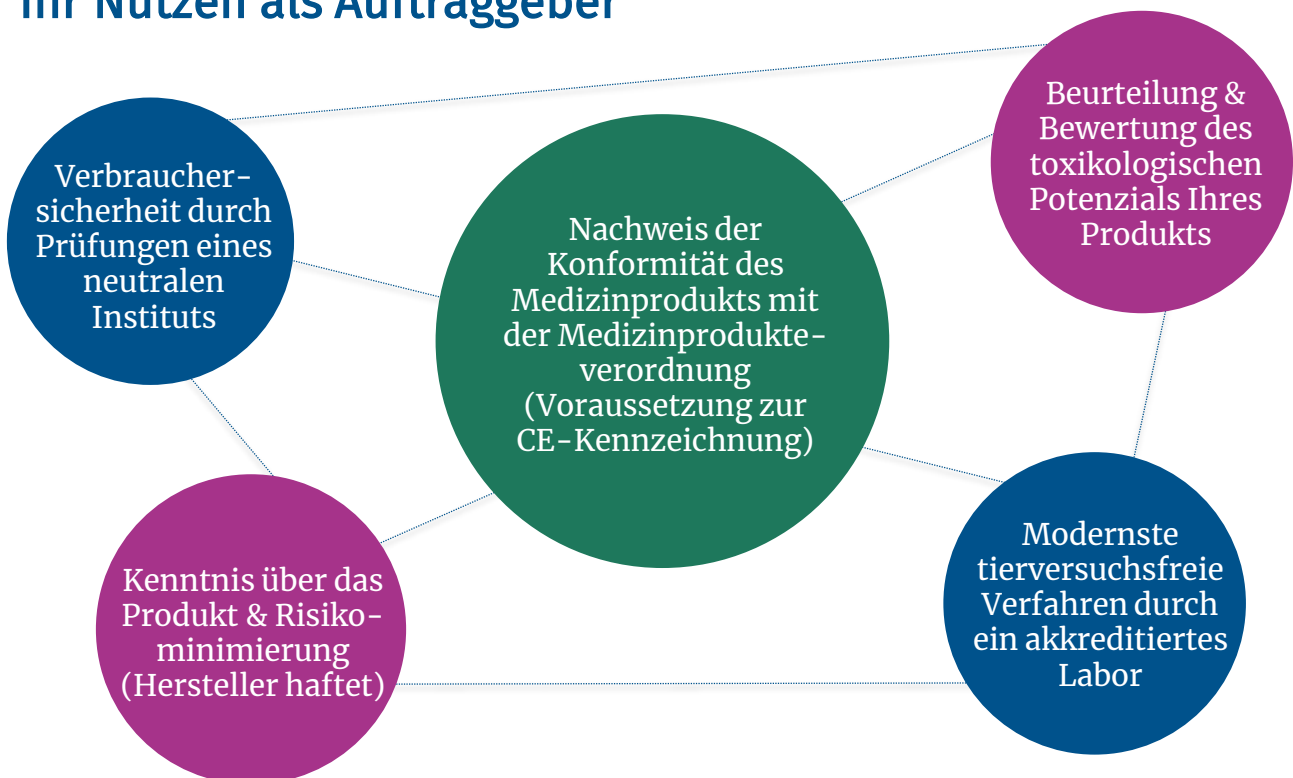 Ihr Nutzen als Auftraggeber
Verbraucher-
sicherheit durch
Prüfungen eines
neutralen
Instituts
Beurteilung &
Bewertung des
toxikologischen
Potenzials Ihres
Produkts
Nachweis der
Konformität des
Medizinprodukts mit
der Medizinprodukte-
verordnung
(Voraussetzung zur
CE-Kennzeichnung)
Kenntnis über das
Produkt & Risiko-
minimierung
(Hersteller haftet)
Modernste
tierversuchsfreie
Verfahren durch
ein akkreditiertes
Labor